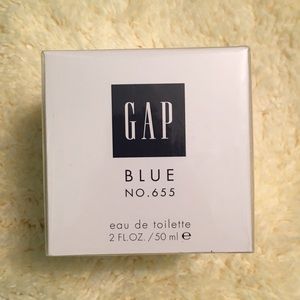 GAP
BLUE
NO.655
eau de toilette
2 FL.OZ./50 ml e